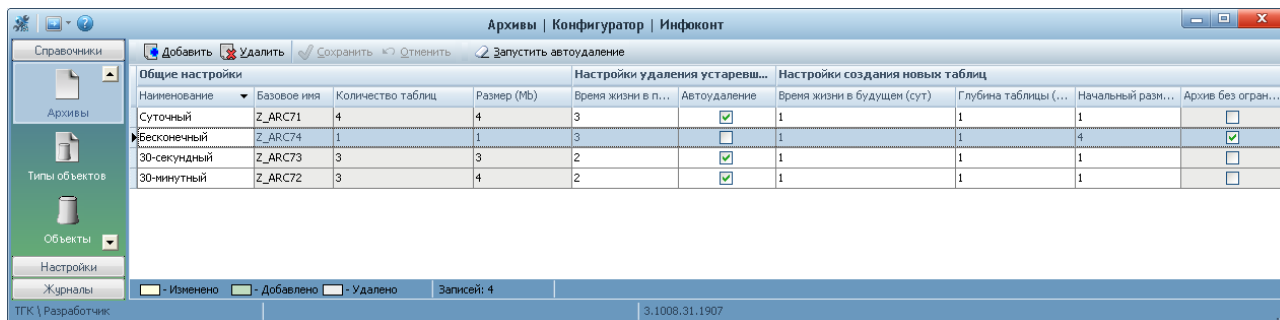 Архивы | Конфигуратор | Инфоконт
Справочники
Добавить Удалить Сохранить Отменить Запустить автоудаление
Общие настройки Настройки удаления устаревш... Настройки создания новых таблиц
Наименование Базовое имя Количество таблиц Размер (Mb) Время жизни в п... Автоудаление Время жизни в будущем (сут) Глубина таблицы (... Начальный разм... Архив без огран...
Архивы
Суточный Z_ARC71 4 4 3 1 1 1
Бесконечный Z_ARC74 1 1 3 1 1 4
30-секундный Z_ARC73 3 3 2 1 1 1
30-минутный Z_ARC72 3 4 2 1 1 1
Типы объектов
Объекты
Настройки
Журналы
- Изменено - Добавлено - Удалено Записей: 4
ТГК \ Разработчик 3.1008.31.1907